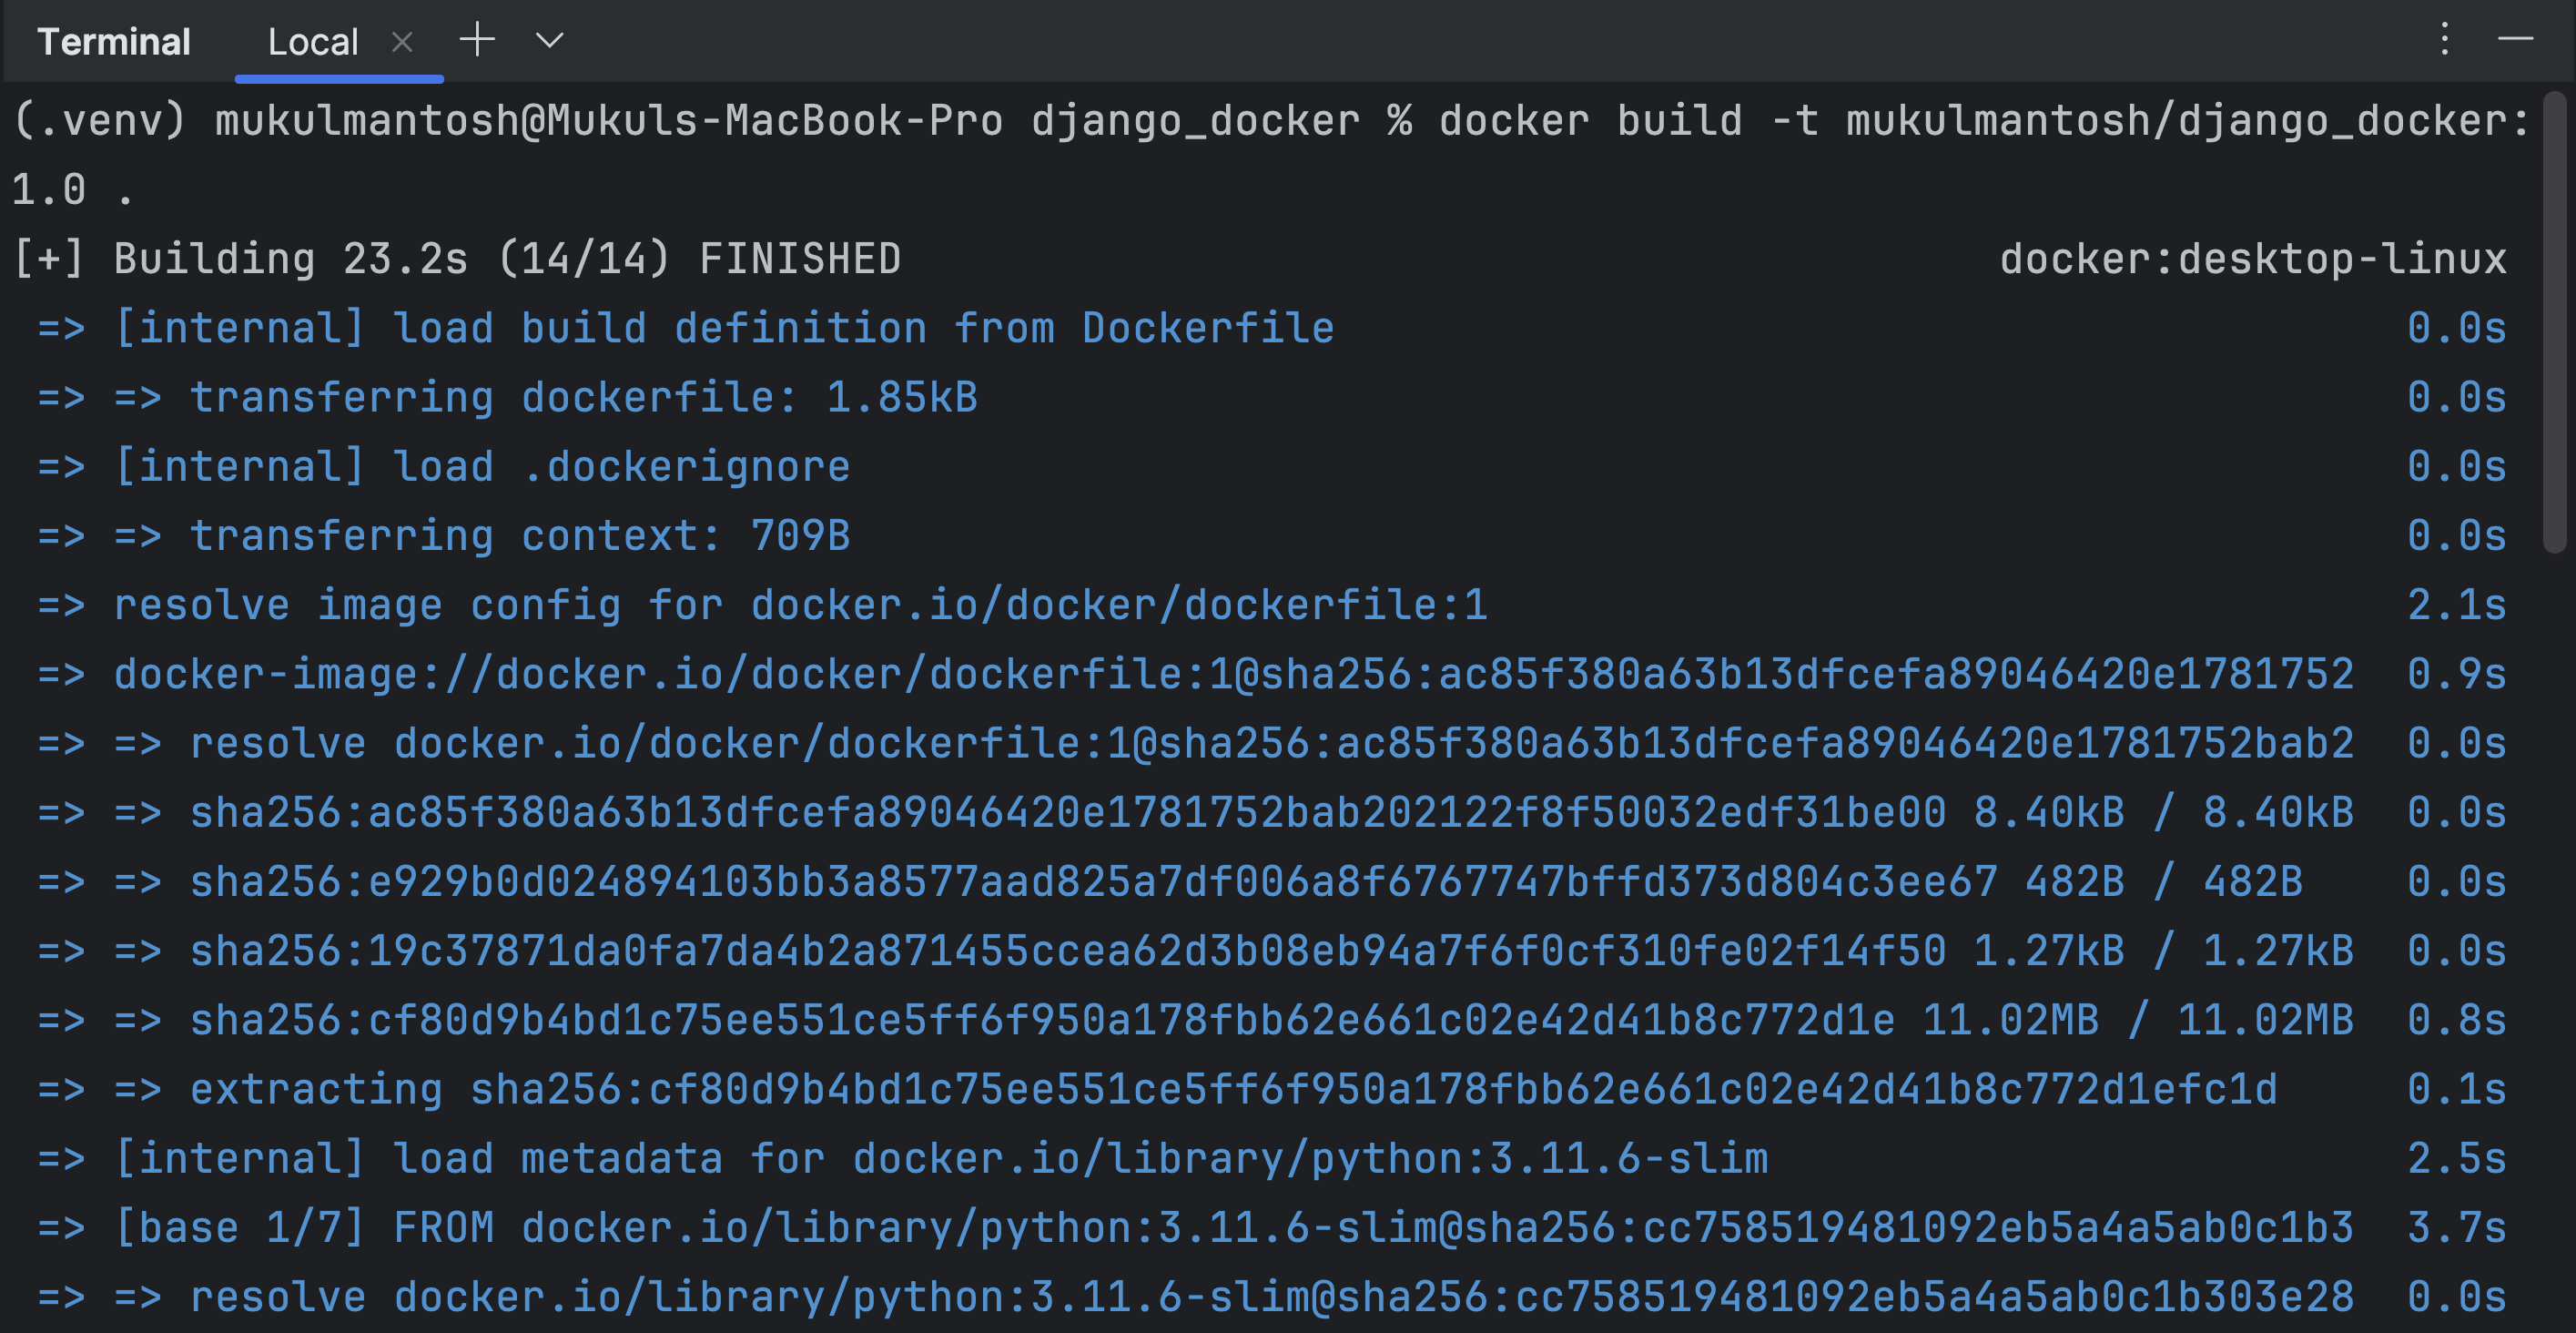 Terminal Local
(.venv) mukulmantosh@Mukuls-MacBook-Pro django_docker % docker build -t mukulmantosh/django_docker:
1.0 .
[+] Building 23.2s (14/14) FINISHED docker:desktop-linux
=> [internal] load build definition from Dockerfile 0.0s
=> => transferring dockerfile: 1.85kB 0.0s
=> [internal] load .dockerignore 0.0s
=> => transferring context: 709B 0.0s
=> resolve image config for docker.io/docker/dockerfile:1 2.1s
=> docker-image://docker.io/docker/dockerfile:1@sha256:ac85f380a63b13dfcefa89046420e1781752 0.9s
=> => resolve docker.io/docker/dockerfile:1@sha256:ac85f380a63b13dfcefa89046420e1781752bab2 0.0s
=> => sha256:ac85f380a63b13dfcefa89046420e1781752bab202122f8f50032edf31be00 8.40kB / 8.40kB 0.0s
=> => sha256:e929b0d024894103bb3a8577aad825a7df006a8f6767747bffd373d804c3ee67 482B / 482B 0.0s
=> => sha256:19c37871da0fa7da4b2a871455ccea62d3b08eb94a7f6f0cf310fe02f14f50 1.27kB / 1.27kB 0.0s
=> => sha256:cf80d9b4bd1c75ee551ce5ff6f950a178fbb62e661c02e42d41b8c772d1e 11.02MB / 11.02MB 0.8s
=> => extracting sha256:cf80d9b4bd1c75ee551ce5ff6f950a178fbb62e661c02e42d41b8c772d1efc1d 0.1s
=> [internal] load metadata for docker.io/library/python:3.11.6-slim 2.5s
=> [base 1/7] FROM docker.io/library/python:3.11.6-slim@sha256:cc758519481092eb5a4a5ab0c1b3 3.7s
=> => resolve docker.io/library/python:3.11.6-slim@sha256:cc758519481092eb5a4a5ab0c1b303e28 0.0s